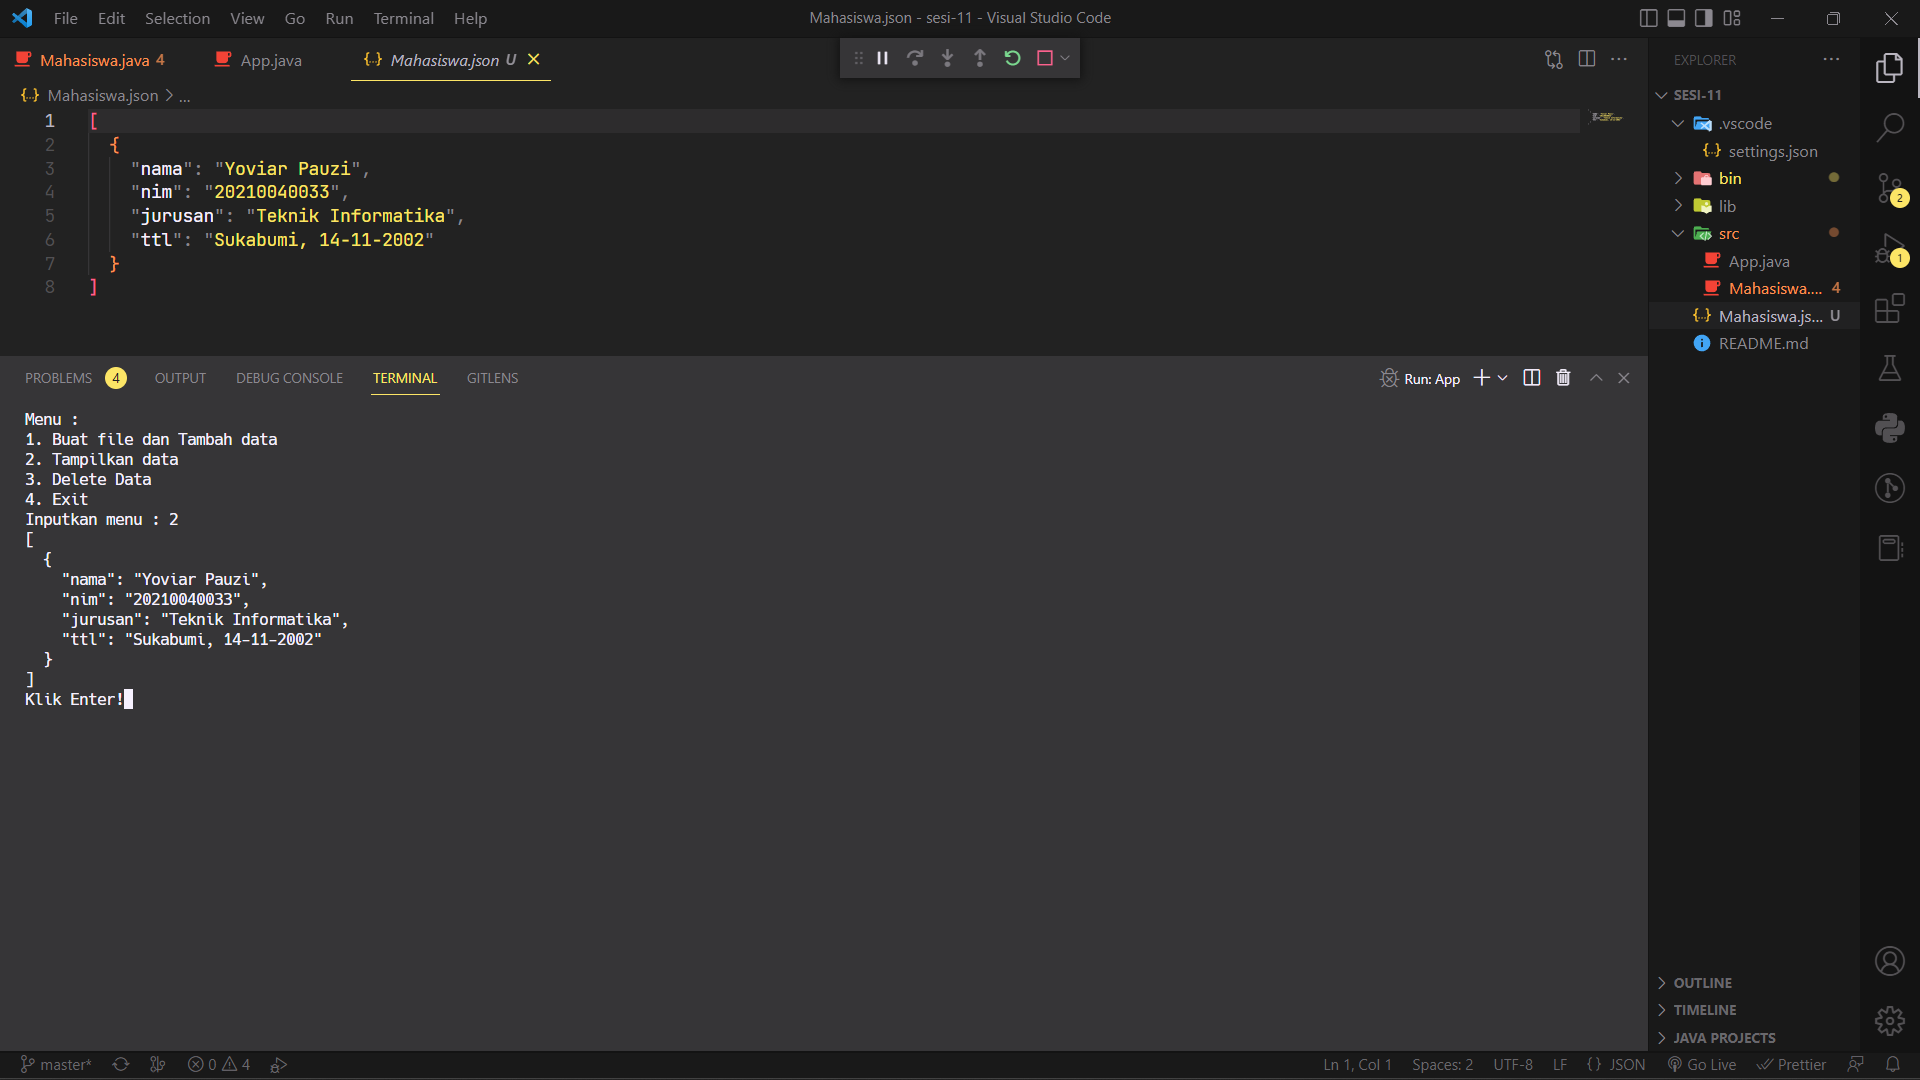 File Edit Selection View Go Run Terminal Help
Mahasiswa.json - sesi-11 - Visual Studio Code
Mahasiswa.java 4
App.java
Mahasiswa.json U
Mahasiswa.json > ...
1 [
2 {
3 "nama": "Yoviar Pauzi",
4 "nim": "20210040033",
5 "jurusan": "Teknik Informatika",
6 "ttl": "Sukabumi, 14-11-2002"
7 }
8 ]
PROBLEMS 4 OUTPUT DEBUG CONSOLE TERMINAL GITLENS
Run: App
Menu :
1. Buat file dan Tambah data
2. Tampilkan data
3. Delete Data
4. Exit
Inputkan menu : 2
[
{
"nama": "Yoviar Pauzi",
"nim": "20210040033",
"jurusan": "Teknik Informatika",
"ttl": "Sukabumi, 14-11-2002"
}
]
Klik Enter!
EXPLORER
SESI-11
.vscode
settings.json
bin
lib
src
App.java
Mahasiswa.... 4
Mahasiswa.js... U
README.md
OUTLINE
TIMELINE
JAVA PROJECTS
2
1
master* 0 4
Ln 1, Col 1 Spaces: 2 UTF-8 LF {} JSON Go Live Prettier